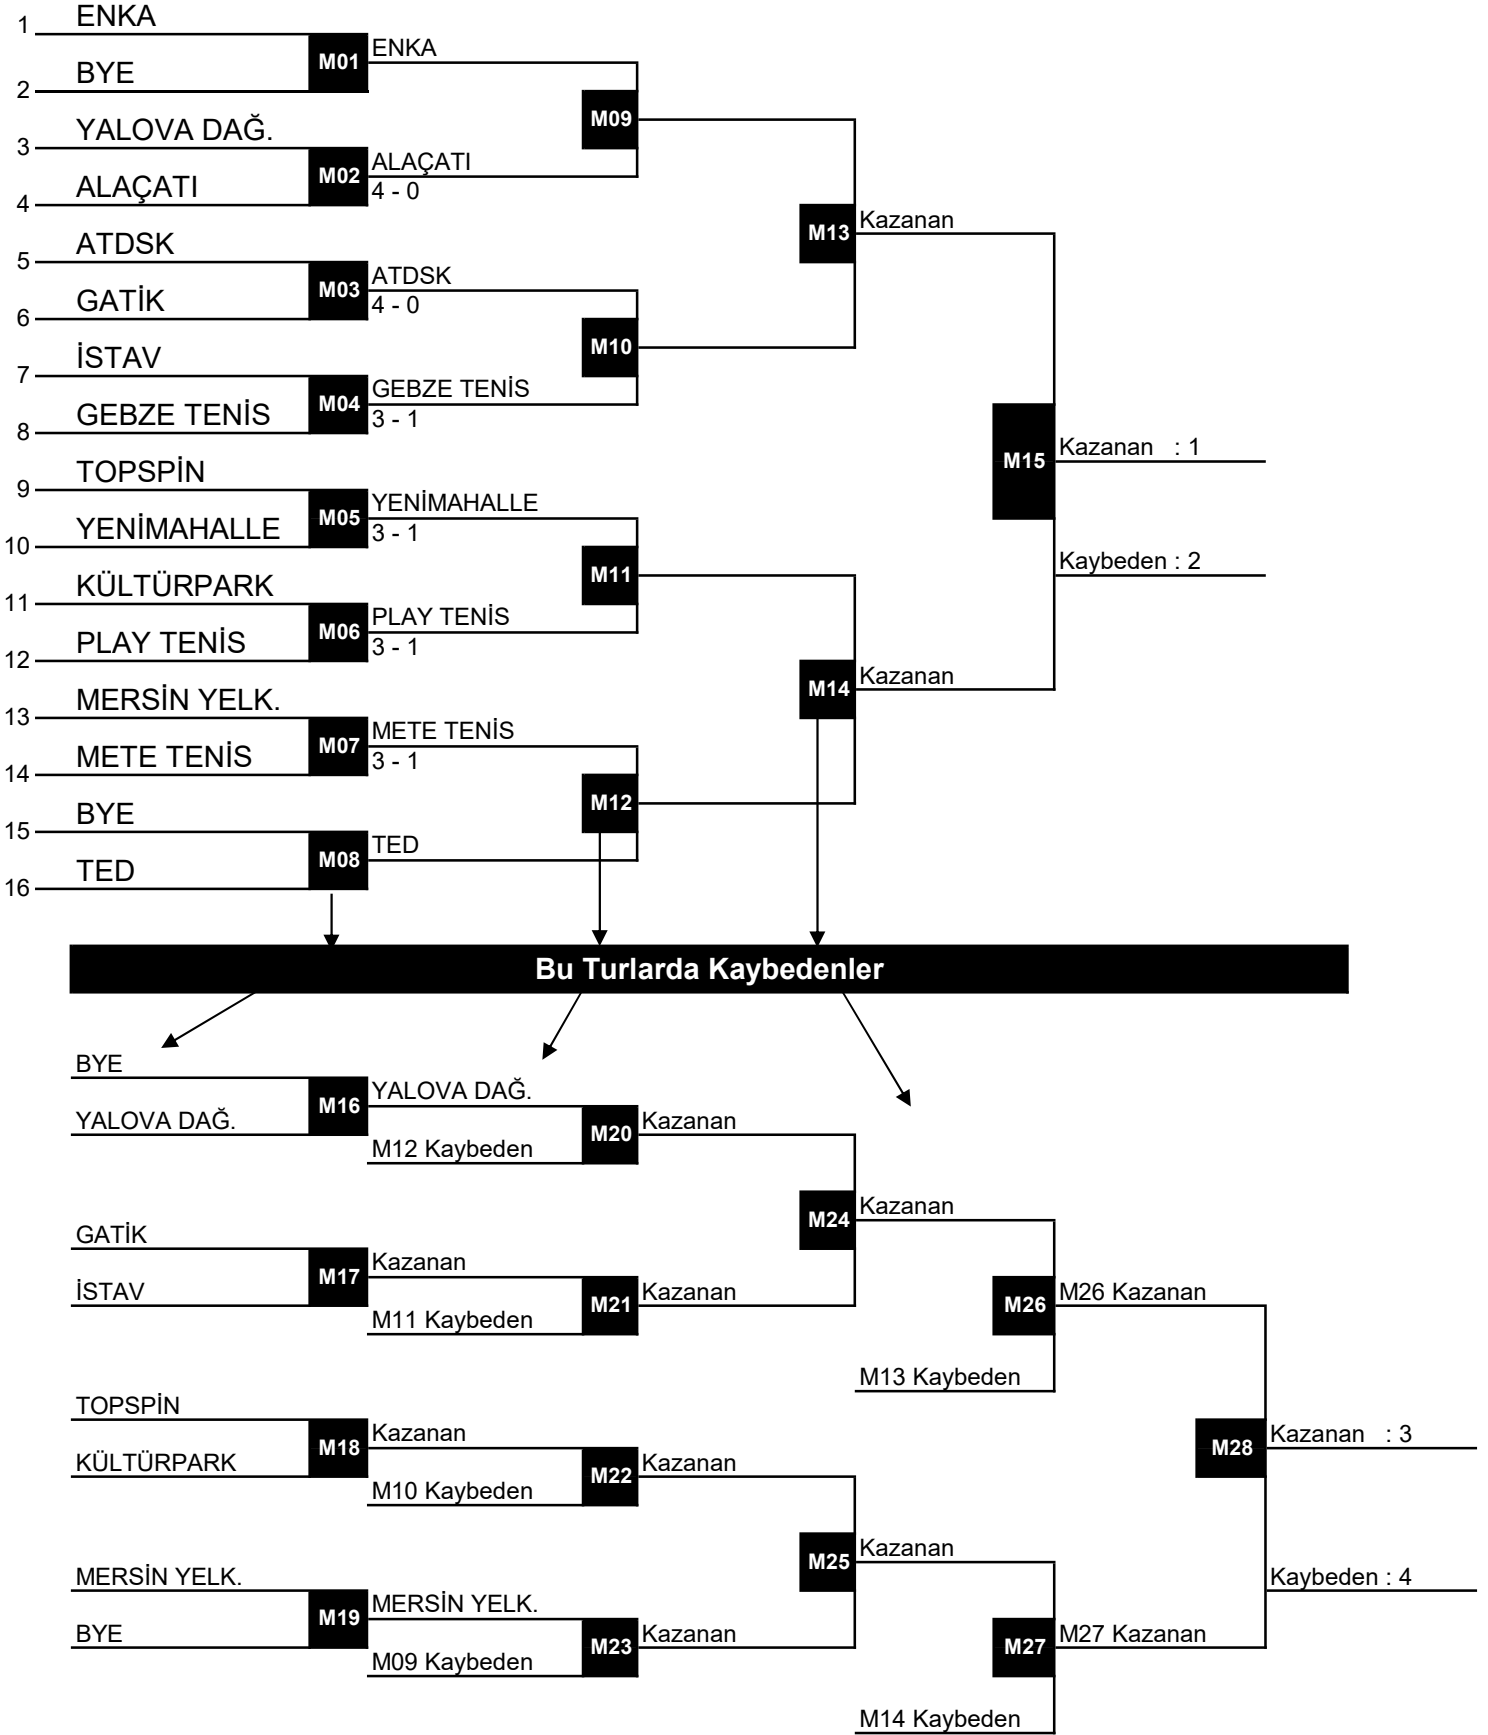 1 ENKA
M01 ENKA
2 BYE
M09
3 YALOVA DAĞ.
M02 ALAÇATI
4 - 0
4 ALAÇATI
M13 Kazanan
5 ATDSK
M03 ATDSK
4 - 0
6 GATİK
M10
7 İSTAV
M04 GEBZE TENİS
3 - 1
8 GEBZE TENİS
M15 Kazanan : 1
Kaybeden : 2
9 TOPSPİN
M05 YENİMAHALLE
3 - 1
10 YENİMAHALLE
M11
11 KÜLTÜRPARK
M06 PLAY TENİS
3 - 1
12 PLAY TENİS
M14 Kazanan
13 MERSİN YELK.
M07 METE TENİS
3 - 1
14 METE TENİS
M12
15 BYE
M08 TED
16 TED
Bu Turlarda Kaybedenler
BYE
M16 YALOVA DAĞ.
YALOVA DAĞ.
M12 Kaybeden
M20 Kazanan
M24 Kazanan
GATİK
M17 Kazanan
İSTAV
M11 Kaybeden
M21 Kazanan
M26 M26 Kazanan
M13 Kaybeden
TOPSPİN
M18 Kazanan
KÜLTÜRPARK
M10 Kaybeden
M22 Kazanan
M28 Kazanan : 3
Kaybeden : 4
M25 Kazanan
MERSİN YELK.
M19 MERSİN YELK.
BYE
M09 Kaybeden
M23 Kazanan
M27 M27 Kazanan
M14 Kaybeden